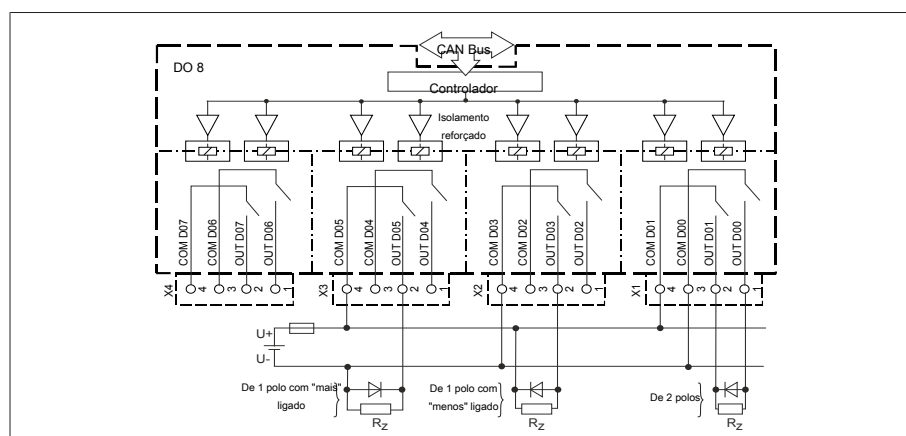 CAN Bus
DO 8
Controlador
Isolamento
reforçado
COM D07
COM D06
OUT D07
OUT D06
COM D05
COM D04
OUT D05
OUT D04
COM D03
COM D02
OUT D03
OUT D02
COM D01
COM D00
OUT D01
OUT D00
X4 4 3 2 1
X3 4 3 2 1
X2 4 3 2 1
X1 4 3 2 1
U+
U-
De 1 polo com "mais"
ligado
RZ
De 1 polo com
"menos" ligado
RZ
De 2 polos
RZ